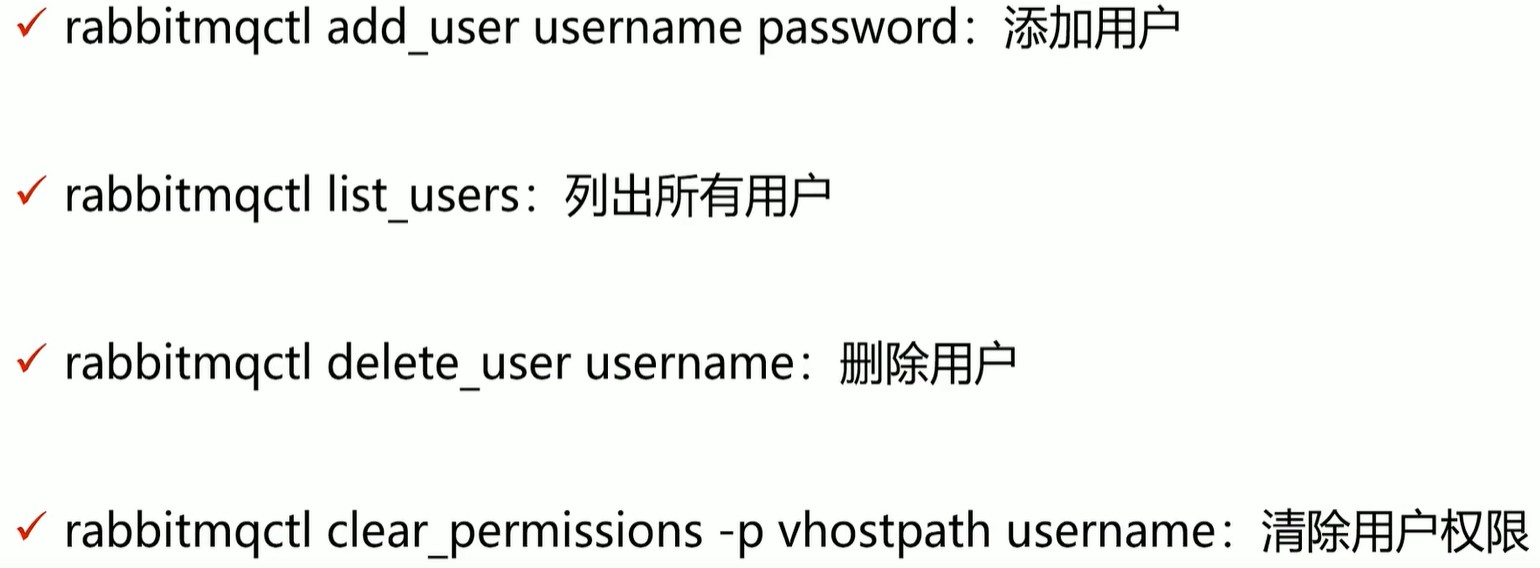 ✓ rabbitmqctl add_user username password：添加用户
✓ rabbitmqctl list_users：列出所有用户
✓ rabbitmqctl delete_user username：删除用户
✓ rabbitmqctl clear_permissions -p vhostpath username：清除用户权限